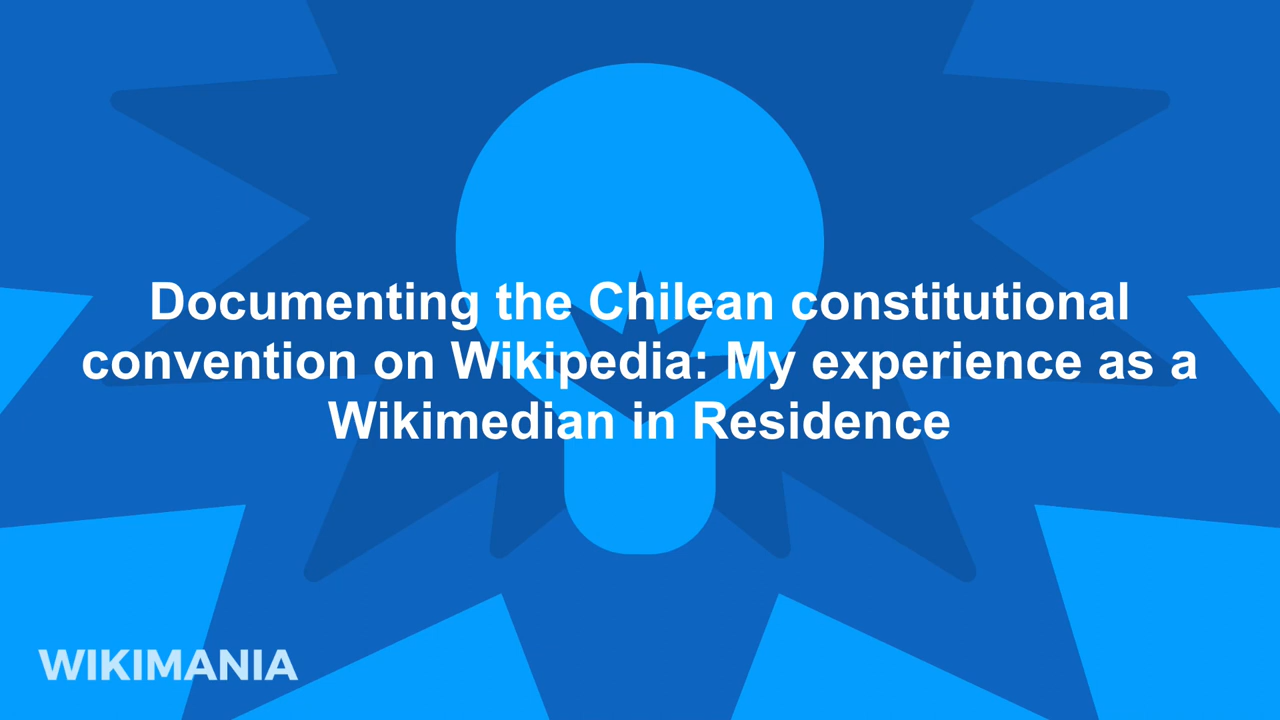 Documenting the Chilean constitutional
convention on Wikipedia: My experience as a
Wikimedian in Residence
WIKIMANIA